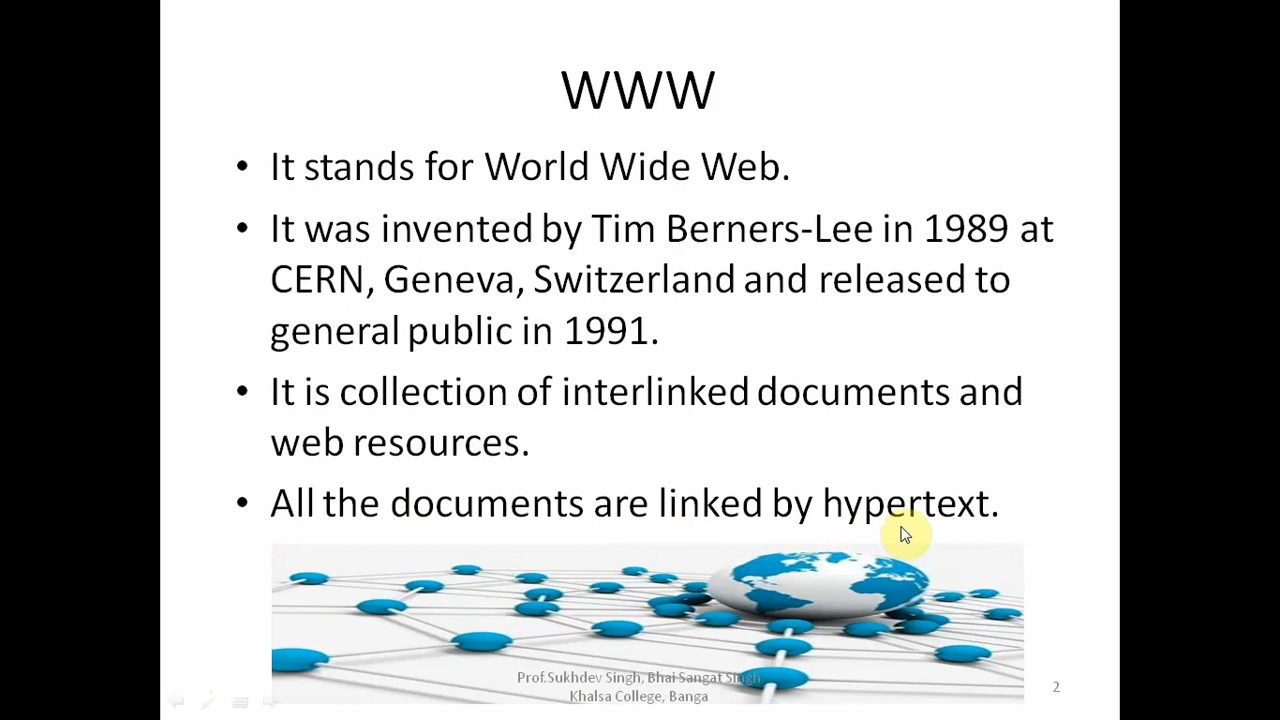 WWW
• It stands for World Wide Web.
• It was invented by Tim Berners-Lee in 1989 at
CERN, Geneva, Switzerland and released to
general public in 1991.
• It is collection of interlinked documents and
web resources.
• All the documents are linked by hypertext.
Prof.Sukhdev Singh, Bhai Sangat Singh
Khalsa College, Banga
2